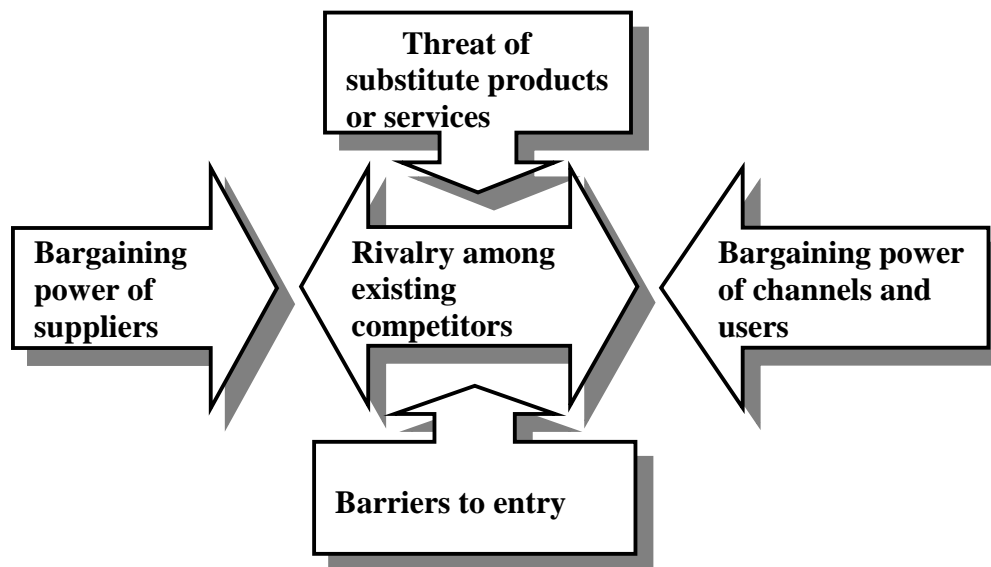 Threat of
substitute products
or services
Bargaining
power of
suppliers
Rivalry among
existing
competitors
Bargaining power
of channels and
users
Barriers to entry